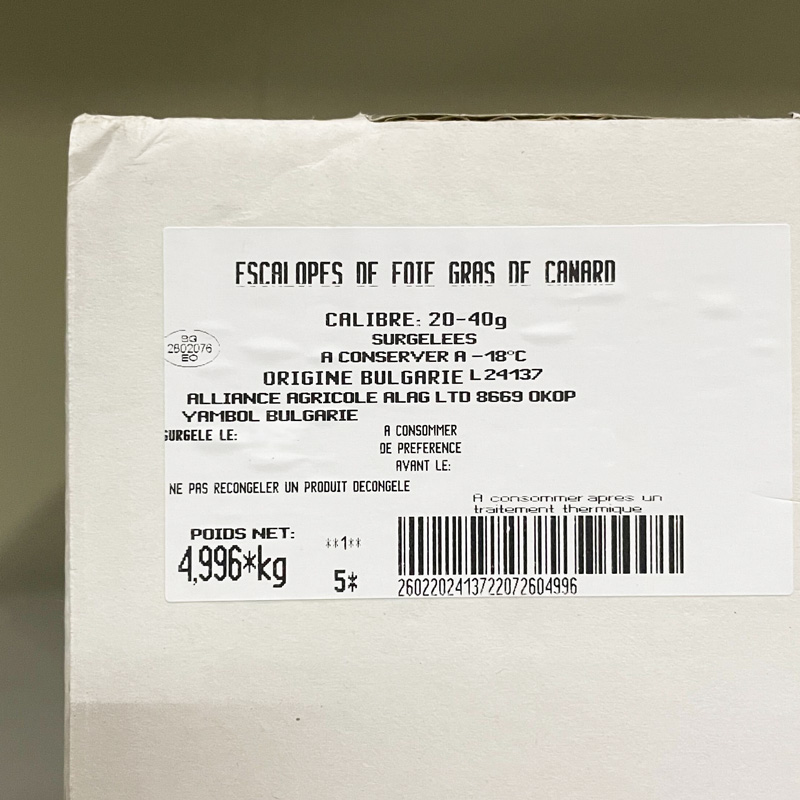 ESCALOPES DE FOIE GRAS DE CANARD
CALIBRE: 20-40g
SURGELEES
BG
2802076
EO
A CONSERVER A -18°C
ORIGINE BULGARIE L24137
ALLIANCE AGRICOLE ALAG LTD 8669 OKOP
YAMBOL BULGARIE
SURGELE LE:
A CONSOMMER
DE PREFERENCE
AVANT LE:
NE PAS RECONGELER UN PRODUIT DECONGELE
A consommer apres un
traitement thermique
POIDS NET:
4,996*kg
**1**
5*
2602202413722072604996